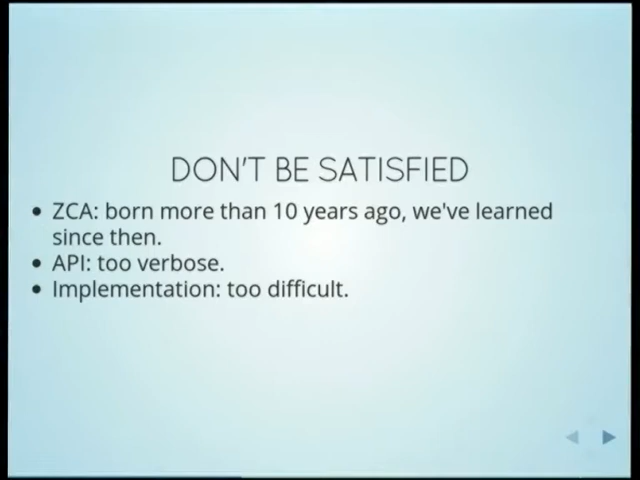 DON'T BE SATISFIED
• ZCA: born more than 10 years ago, we've learned
since then.
• API: too verbose.
• Implementation: too difficult.